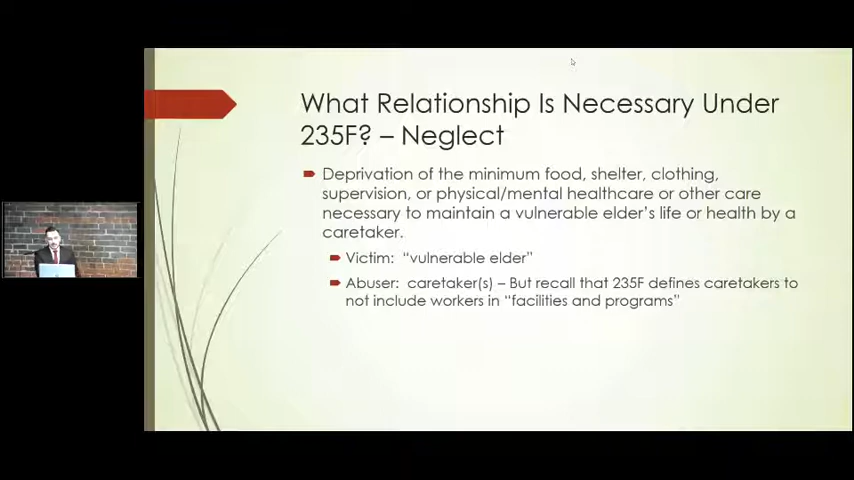 What Relationship Is Necessary Under
235F? – Neglect
Deprivation of the minimum food, shelter, clothing,
supervision, or physical/mental healthcare or other care
necessary to maintain a vulnerable elder's life or health by a
caretaker.
Victim: “vulnerable elder”
Abuser: caretaker(s) – But recall that 235F defines caretakers to
not include workers in “facilities and programs”